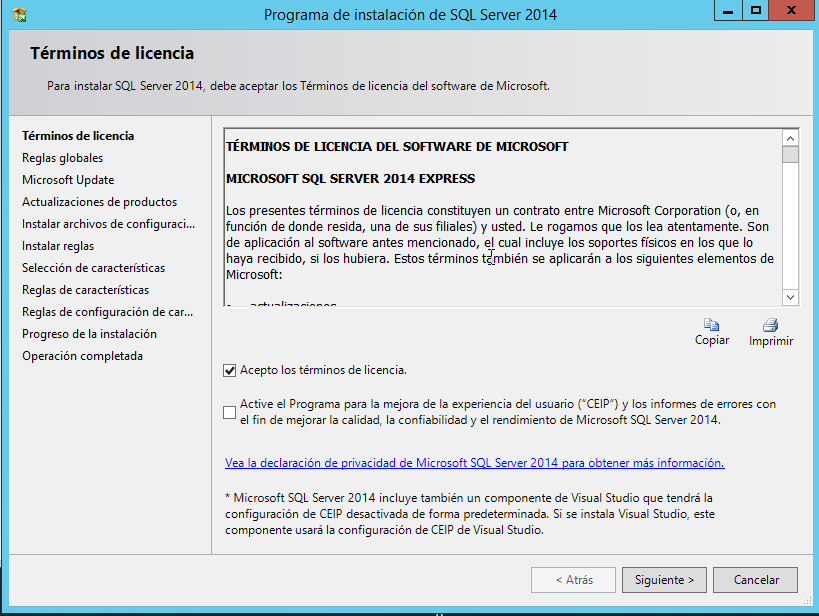 Programa de instalación de SQL Server 2014
Términos de licencia
Para instalar SQL Server 2014, debe aceptar los Términos de licencia del software de Microsoft.
Términos de licencia
Reglas globales
Microsoft Update
Actualizaciones de productos
Instalar archivos de configuraci...
Instalar reglas
Selección de características
Reglas de características
Reglas de configuración de car...
Progreso de la instalación
Operación completada
TÉRMINOS DE LICENCIA DEL SOFTWARE DE MICROSOFT
MICROSOFT SQL SERVER 2014 EXPRESS
Los presentes términos de licencia constituyen un contrato entre Microsoft Corporation (o, en
función de donde resida, una de sus filiales) y usted. Le rogamos que los lea atentamente. Son
de aplicación al software antes mencionado, el cual incluye los soportes físicos en los que lo
haya recibido, si los hubiera. Estos términos también se aplicarán a los siguientes elementos de
Microsoft:
• actualizaciones
Copiar
Imprimir
Acepto los términos de licencia.
Active el Programa para la mejora de la experiencia del usuario ("CEIP") y los informes de errores con
el fin de mejorar la calidad, la confiabilidad y el rendimiento de Microsoft SQL Server 2014.
Vea la declaración de privacidad de Microsoft SQL Server 2014 para obtener más información.
* Microsoft SQL Server 2014 incluye también un componente de Visual Studio que tendrá la
configuración de CEIP desactivada de forma predeterminada. Si se instala Visual Studio, este
componente usará la configuración de CEIP de Visual Studio.
< Atrás
Siguiente >
Cancelar